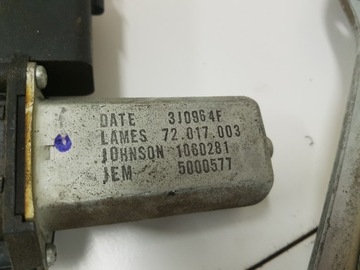 DATE 3J0964F
LAMES 72.017.003
JOHNSON 1060281
JEM 5000577